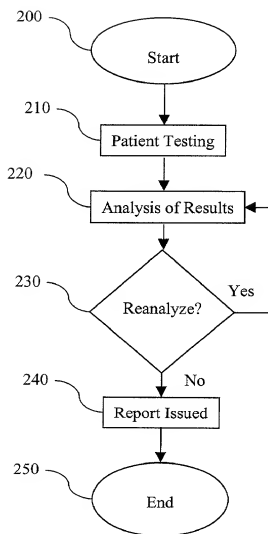 200
Start
210
Patient Testing
220
Analysis of Results
230
Reanalyze?
Yes
No
240
Report Issued
250
End